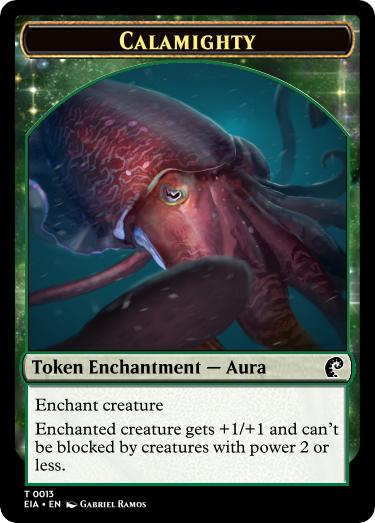 CALAMIGHTY
Token Enchantment — Aura
Enchant creature
Enchanted creature gets +1/+1 and can't
be blocked by creatures with power 2 or
less.
T 0013
EIA • EN GABRIEL RAMOS